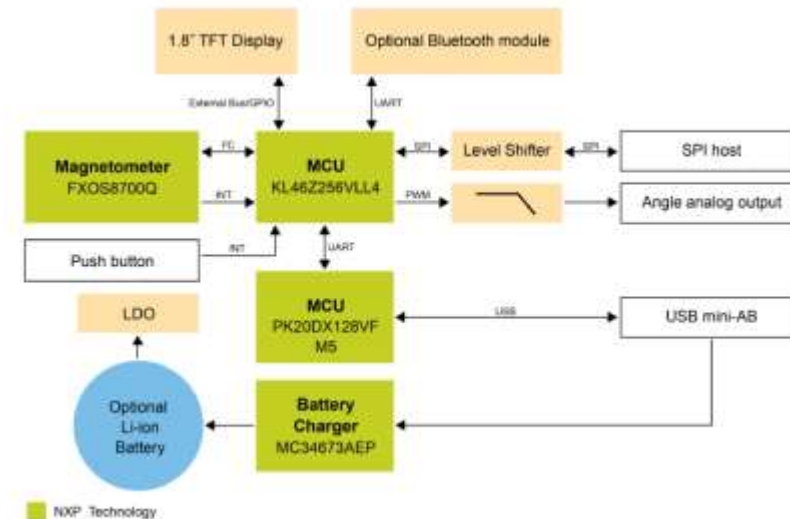 1.8" TFT Display
Optional Bluetooth module
External Bus/GPIO
UART
Magnetometer
FXOS8700Q
I²C
INT
MCU
KL46Z256VLL4
SPI
Level Shifter
SPI
SPI host
PWM
Angle analog output
Push button
INT
UART
LDO
MCU
PK20DX128VF
M5
USB
USB mini-AB
Optional
Li-ion
Battery
Battery
Charger
MC34673AEP
NXP Technology